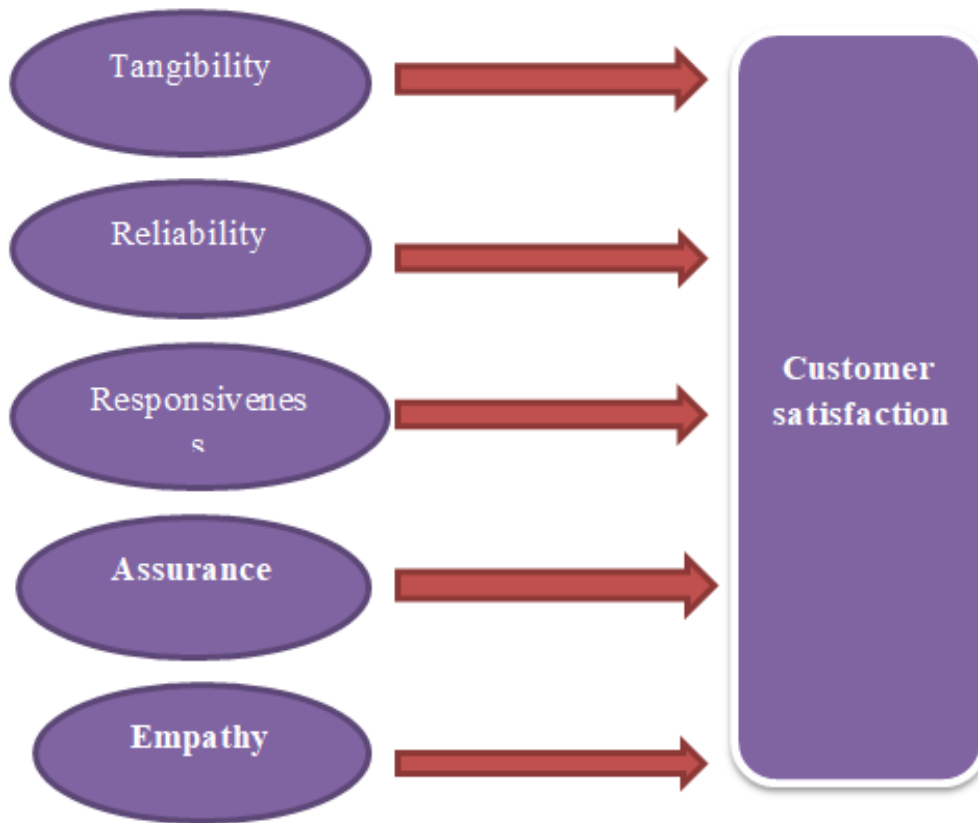 Tangibility
Reliability
Responsivenes
s
Assurance
Empathy
Customer
satisfaction